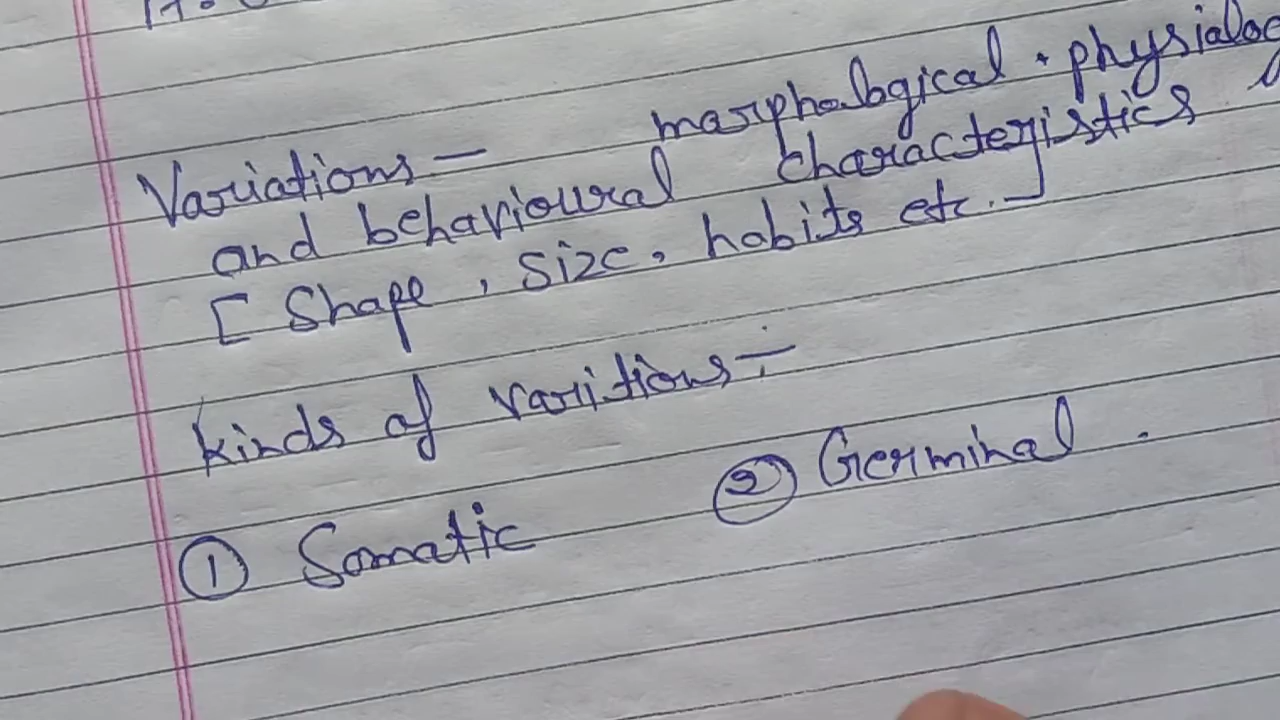 Variations — morphological, physiolog
and behavioural characteristics
[ Shape, Size, habits etc. ]
kinds of varitions :-
① Somatic ② Germinal .